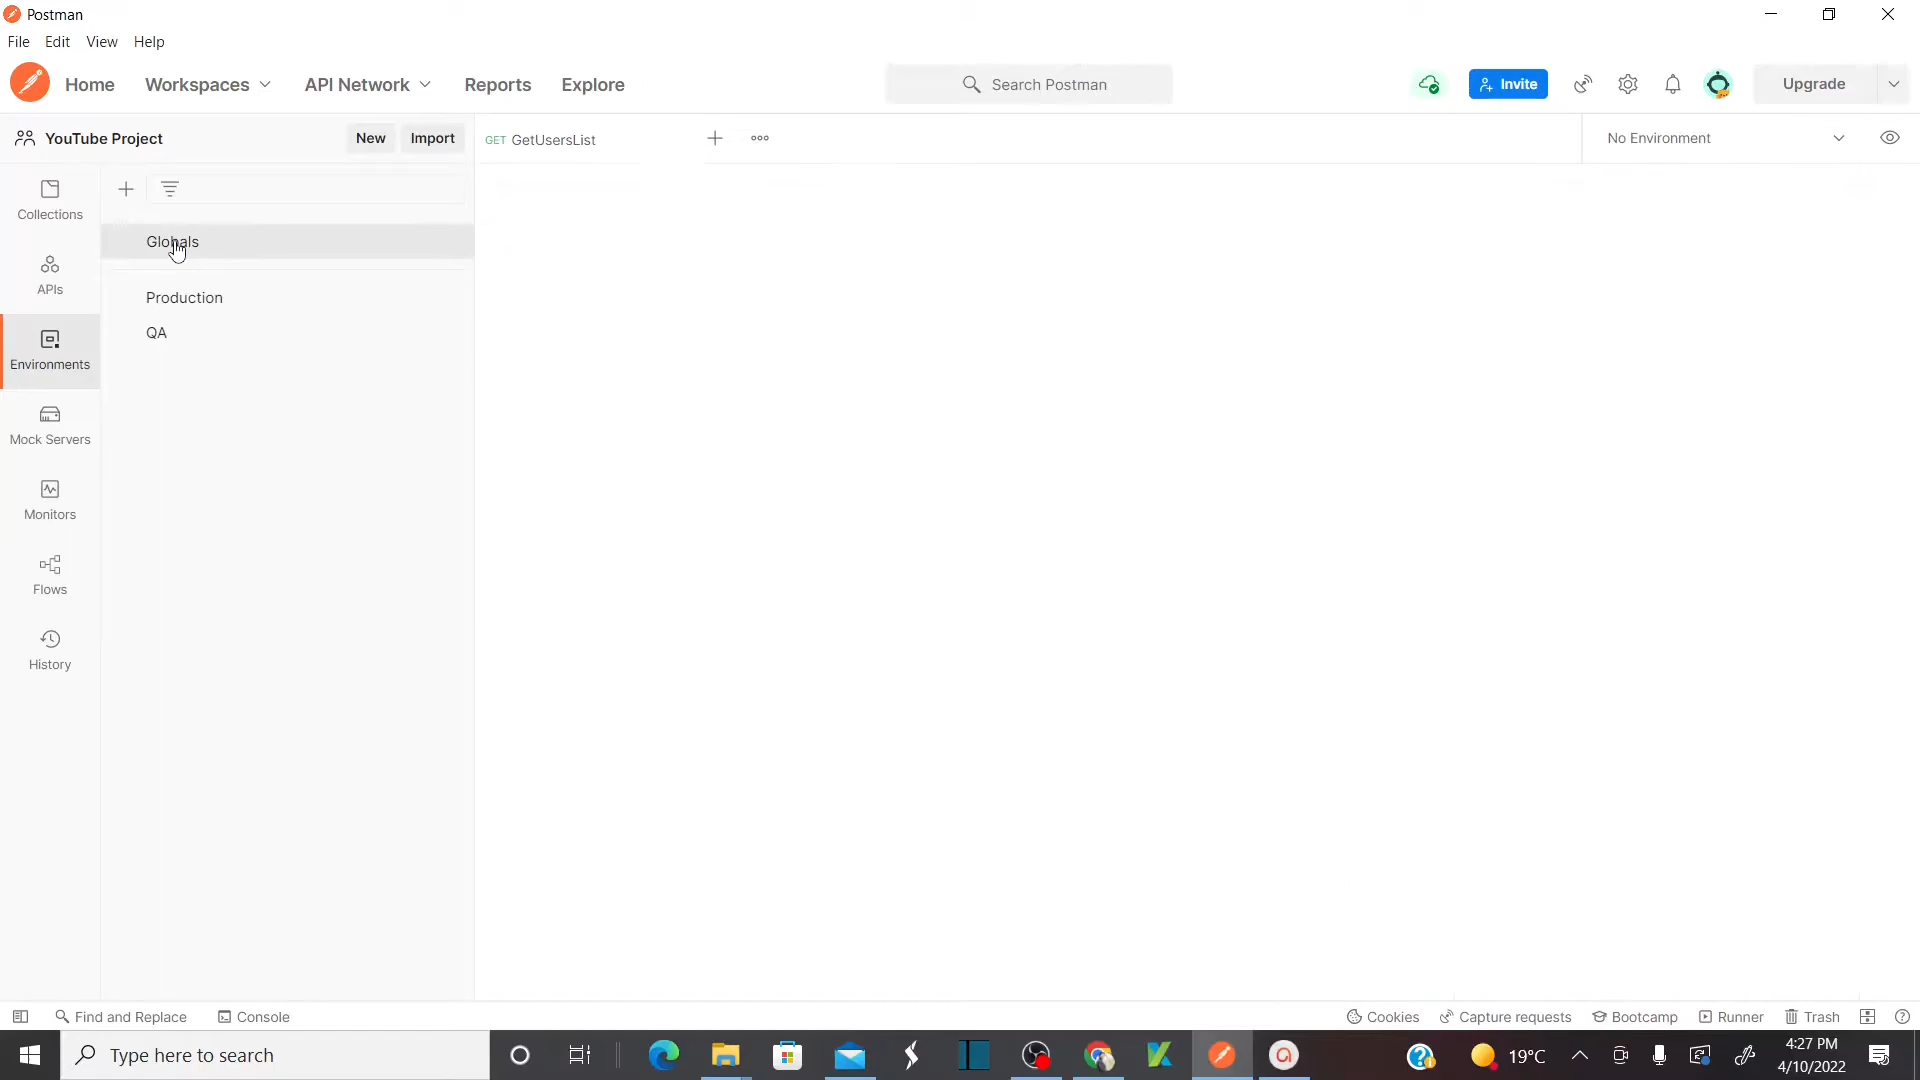 Postman
File Edit View Help
Home Workspaces API Network Reports Explore Search Postman Invite Upgrade
YouTube Project New Import GET GetUsersList No Environment
Collections
APIs
Environments
Mock Servers
Monitors
Flows
History
Globals
Production
QA
Find and Replace Console Cookies Capture requests Bootcamp Runner Trash
Type here to search 19°C 4:27 PM
4/10/2022